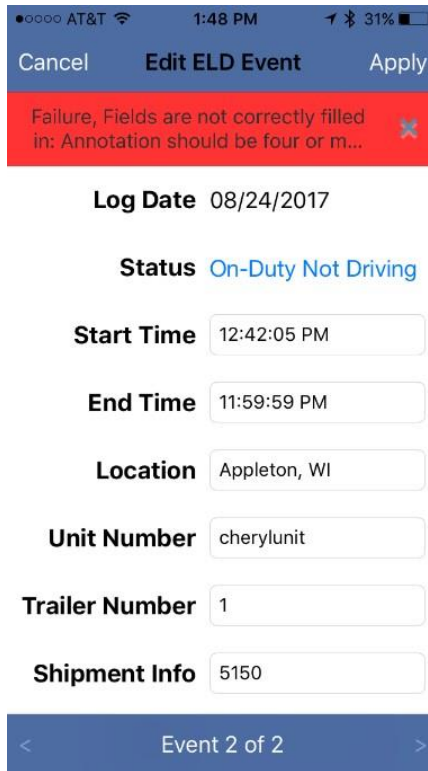 AT&T 1:48 PM 31%
Cancel Edit ELD Event Apply
Failure, Fields are not correctly filled
in: Annotation should be four or m...
Log Date 08/24/2017
Status On-Duty Not Driving
Start Time 12:42:05 PM
End Time 11:59:59 PM
Location Appleton, WI
Unit Number cherylunit
Trailer Number 1
Shipment Info 5150
< Event 2 of 2 >